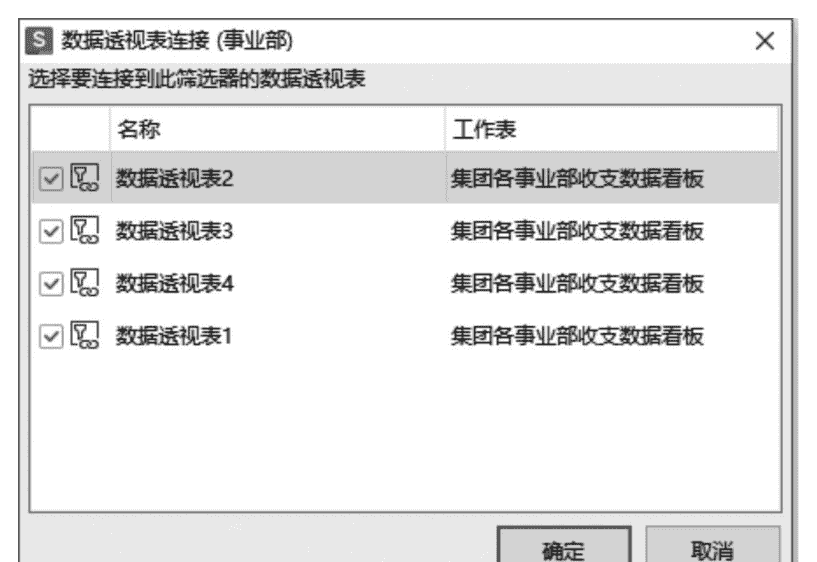 S 数据透视表连接 (事业部)
选择要连接到此筛选器的数据透视表
名称 工作表
数据透视表2 集团各事业部收支数据看板
数据透视表3 集团各事业部收支数据看板
数据透视表4 集团各事业部收支数据看板
数据透视表1 集团各事业部收支数据看板
确定 取消